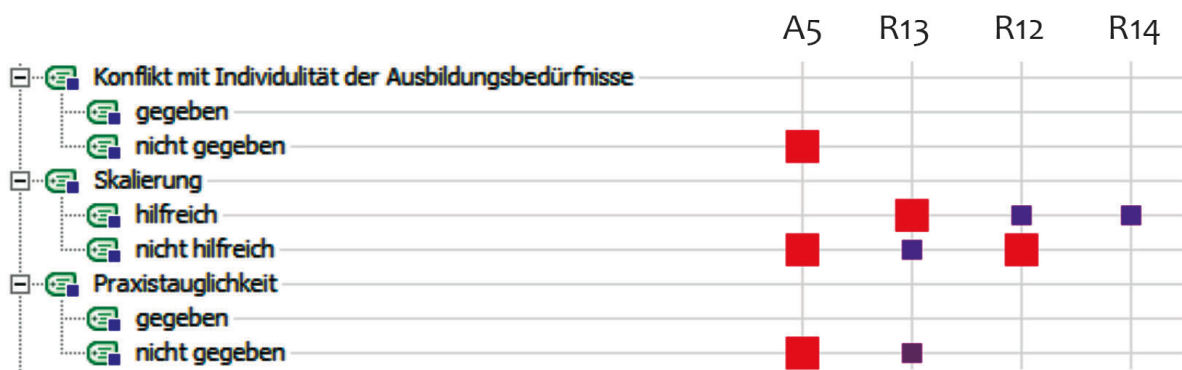 A5 R13 R12 R14
Konflikt mit Individulität der Ausbildungsbedürfnisse
gegeben
nicht gegeben
Skalierung
hilfreich
nicht hilfreich
Praxistauglichkeit
gegeben
nicht gegeben